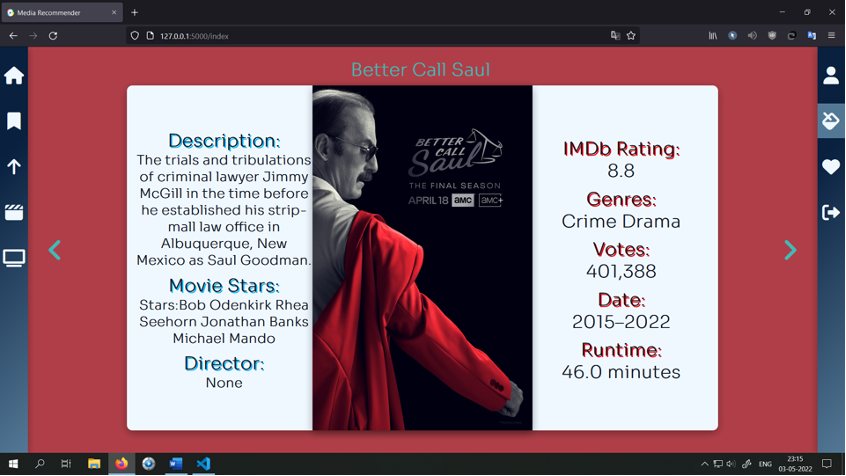 Media Recommender
127.0.0.1:5000/index
Better Call Saul
Description:
The trials and tribulations
of criminal lawyer Jimmy
McGill in the time before
he established his strip-
mall law office in
Albuquerque, New
Mexico as Saul Goodman.
Movie Stars:
Stars:Bob Odenkirk Rhea
Seehorn Jonathan Banks
Michael Mando
Director:
None
BETTER
CALL
Saul
THE FINAL SEASON
APRIL 18 amc amc+
IMDb Rating:
8.8
Genres:
Crime Drama
Votes:
401,388
Date:
2015–2022
Runtime:
46.0 minutes
ENG
23:15
03-05-2022